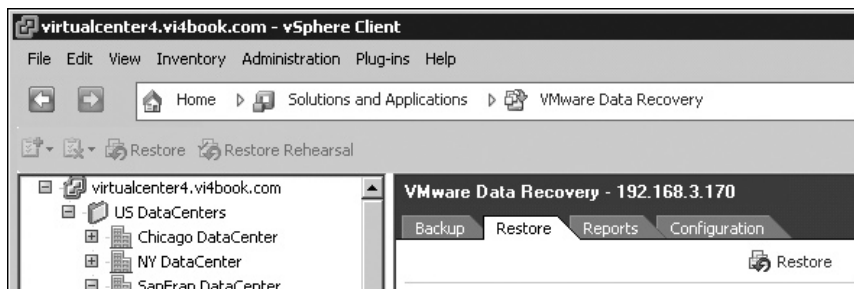 virtualcenter4.vi4book.com - vSphere Client
File Edit View Inventory Administration Plug-ins Help
Home Solutions and Applications VMware Data Recovery
Restore Restore Rehearsal
virtualcenter4.vi4book.com
US DataCenters
Chicago DataCenter
NY DataCenter
SanFran DataCenter
VMware Data Recovery - 192.168.3.170
Backup Restore Reports Configuration
Restore